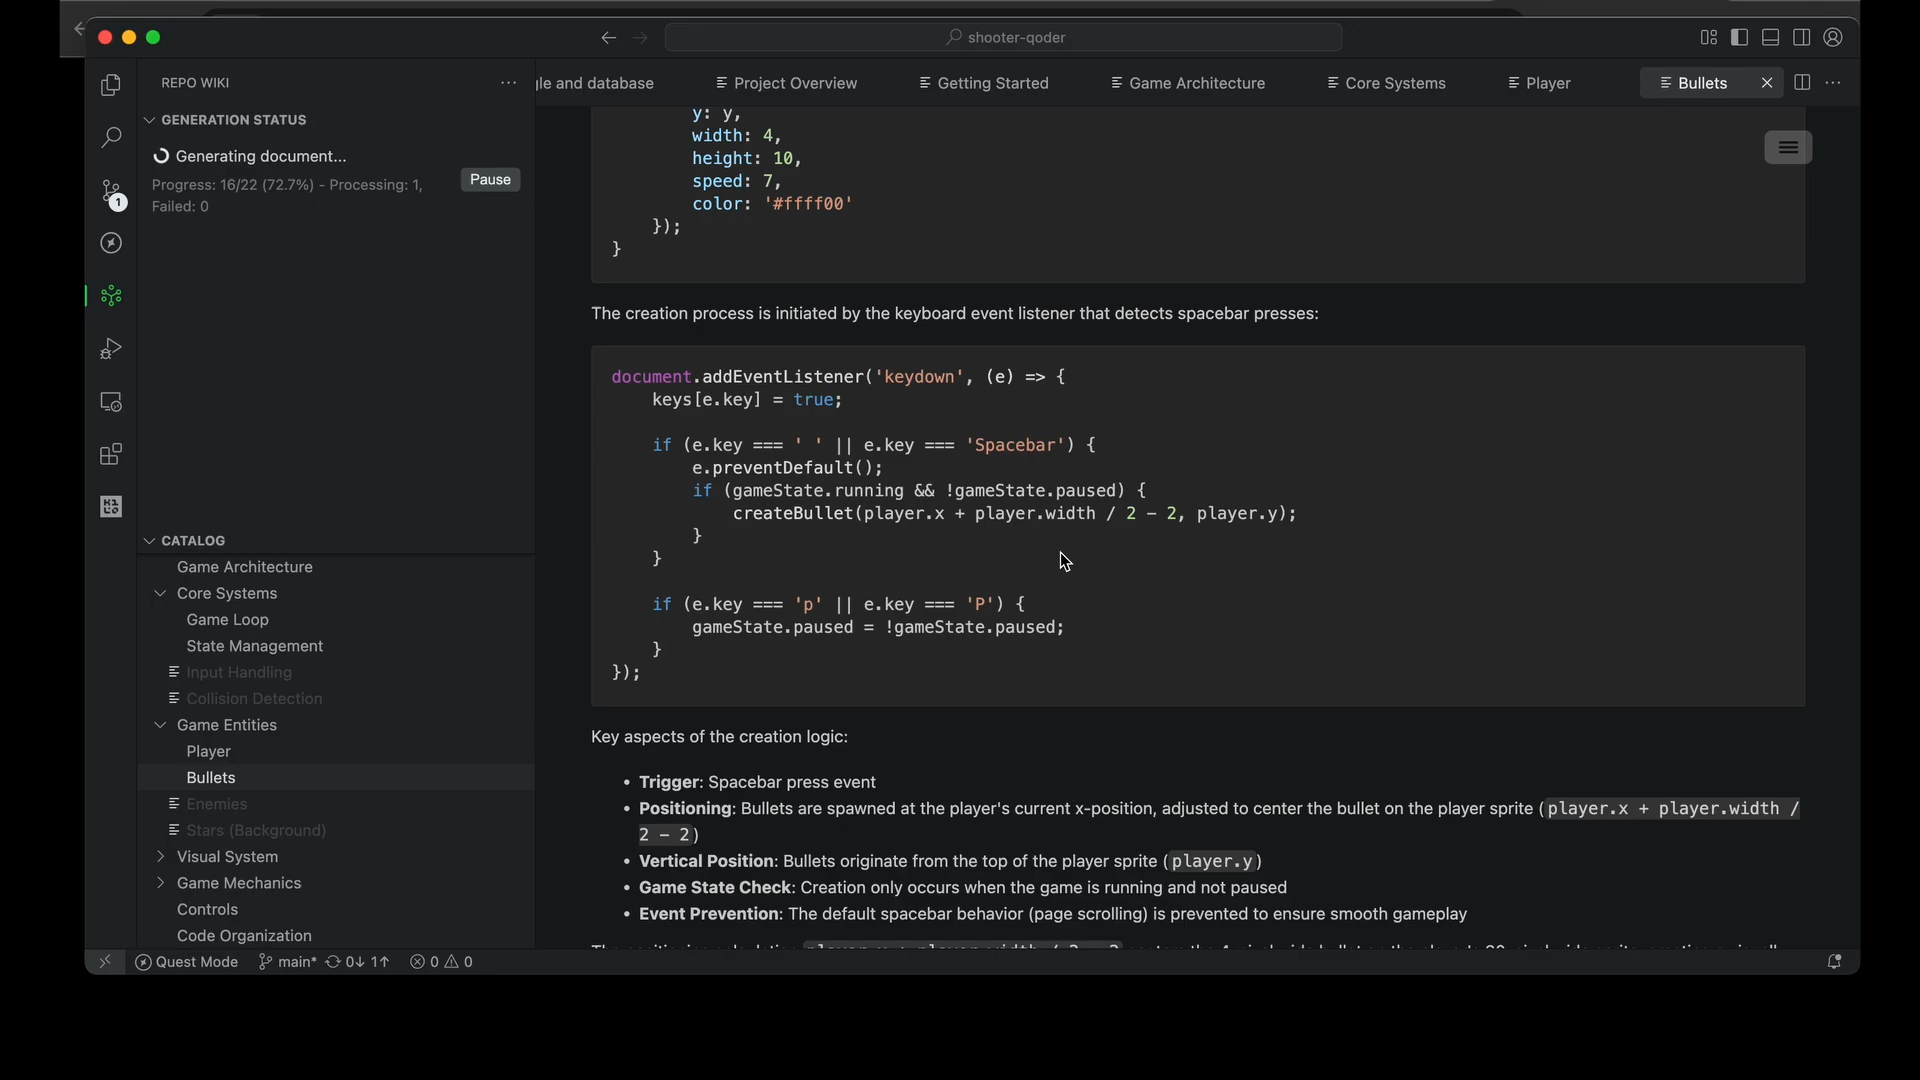 shooter-qoder
REPO WIKI
gle and database
Project Overview
Getting Started
Game Architecture
Core Systems
Player
Bullets
GENERATION STATUS
Generating document...
Progress: 16/22 (72.7%) - Processing: 1,
Failed: 0
Pause
1
CATALOG
Game Architecture
Core Systems
Game Loop
State Management
Input Handling
Collision Detection
Game Entities
Player
Bullets
Enemies
Stars (Background)
Visual System
Game Mechanics
Controls
Code Organization
y: y,
width: 4,
height: 10,
speed: 7,
color: '#ffff00'
});
}
The creation process is initiated by the keyboard event listener that detects spacebar presses:
document.addEventListener('keydown', (e) => {
keys[e.key] = true;
if (e.key === ' ' || e.key === 'Spacebar') {
e.preventDefault();
if (gameState.running && !gameState.paused) {
createBullet(player.x + player.width / 2 - 2, player.y);
}
}
if (e.key === 'p' || e.key === 'P') {
gameState.paused = !gameState.paused;
}
});
Key aspects of the creation logic:
• Trigger: Spacebar press event
• Positioning: Bullets are spawned at the player's current x-position, adjusted to center the bullet on the player sprite (player.x + player.width /
2 - 2)
• Vertical Position: Bullets originate from the top of the player sprite (player.y)
• Game State Check: Creation only occurs when the game is running and not paused
• Event Prevention: The default spacebar behavior (page scrolling) is prevented to ensure smooth gameplay
Quest Mode
main*
0↓ 1↑
0
0